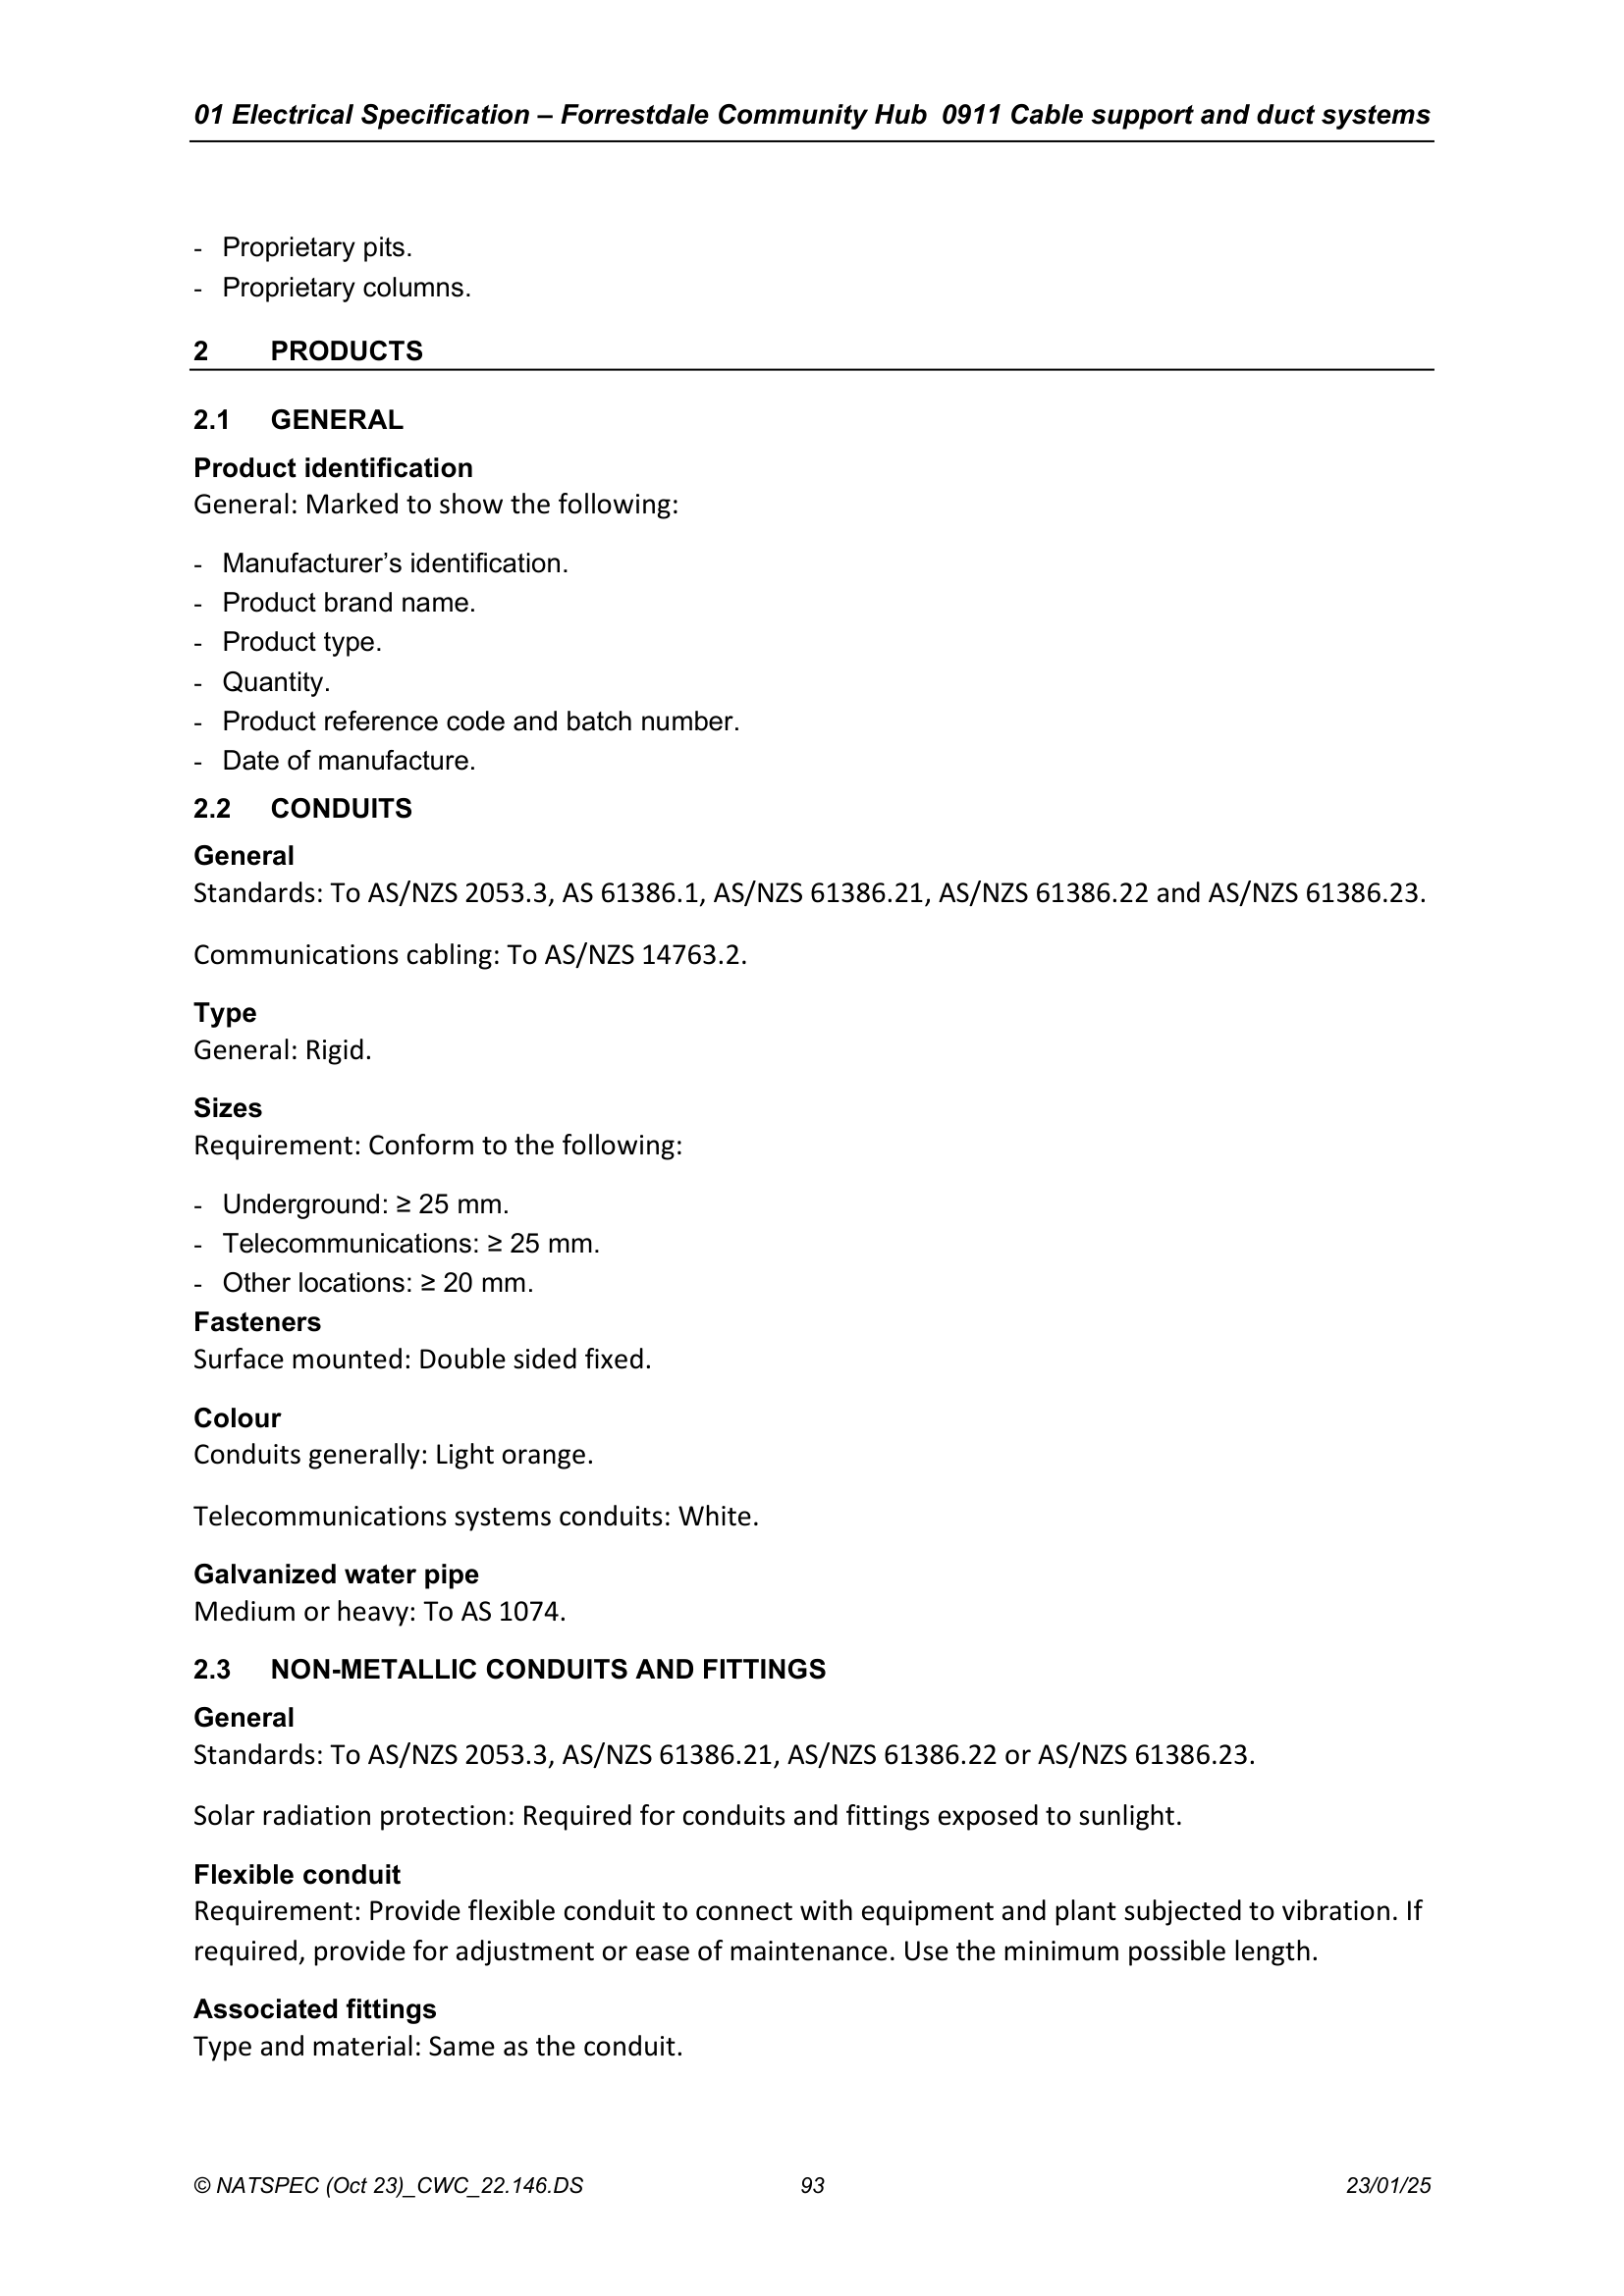 01 Electrical Specification – Forrestdale Community Hub 0911 Cable support and duct systems
- Proprietary pits.
- Proprietary columns.
2 PRODUCTS
2.1 GENERAL
Product identification
General: Marked to show the following:
- Manufacturer’s identification.
- Product brand name.
- Product type.
- Quantity.
- Product reference code and batch number.
- Date of manufacture.
2.2 CONDUITS
General
Standards: To AS/NZS 2053.3, AS 61386.1, AS/NZS 61386.21, AS/NZS 61386.22 and AS/NZS 61386.23.
Communications cabling: To AS/NZS 14763.2.
Type
General: Rigid.
Sizes
Requirement: Conform to the following:
- Underground: ≥ 25 mm.
- Telecommunications: ≥ 25 mm.
- Other locations: ≥ 20 mm.
Fasteners
Surface mounted: Double sided fixed.
Colour
Conduits generally: Light orange.
Telecommunications systems conduits: White.
Galvanized water pipe
Medium or heavy: To AS 1074.
2.3 NON-METALLIC CONDUITS AND FITTINGS
General
Standards: To AS/NZS 2053.3, AS/NZS 61386.21, AS/NZS 61386.22 or AS/NZS 61386.23.
Solar radiation protection: Required for conduits and fittings exposed to sunlight.
Flexible conduit
Requirement: Provide flexible conduit to connect with equipment and plant subjected to vibration. If
required, provide for adjustment or ease of maintenance. Use the minimum possible length.
Associated fittings
Type and material: Same as the conduit.
© NATSPEC (Oct 23)_CWC_22.146.DS 93 23/01/25